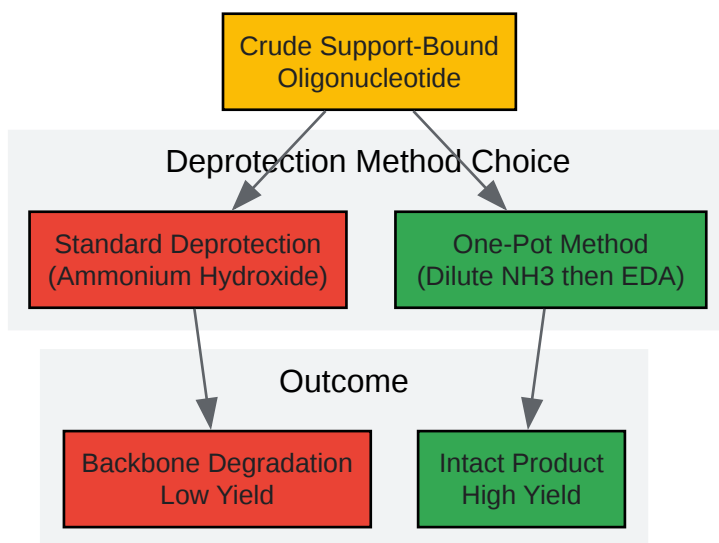 Crude Support-Bound
Oligonucleotide
Deprotection Method Choice
Standard Deprotection
(Ammonium Hydroxide)
One-Pot Method
(Dilute NH3 then EDA)
Outcome
Backbone Degradation
Low Yield
Intact Product
High Yield